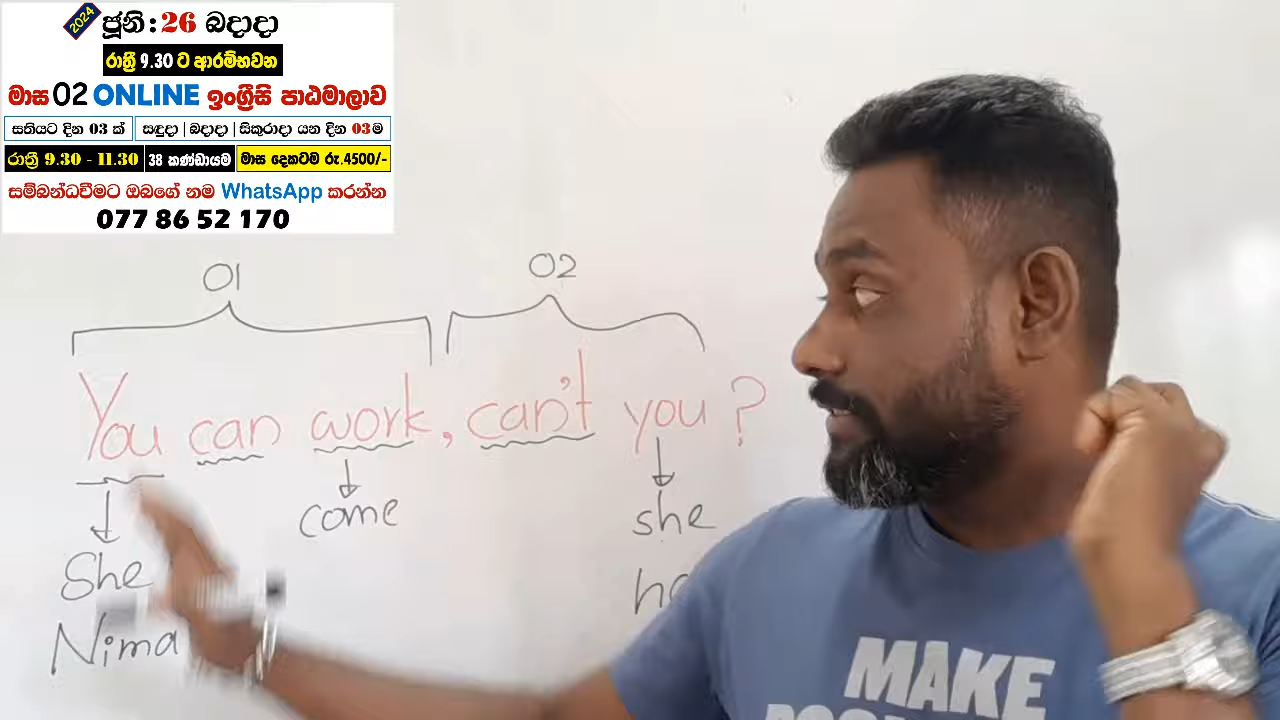 2024 ජූනි : 26 බදාදා
රාත්‍රී 9.30 ට ආරම්භවන
මාස 02 ONLINE ඉංග්‍රීසි පාඨමාලාව
සතියට දින 03 ක් සඳුදා | බදාදා | සිකුරාදා යන දින 03ම
රාත්‍රී 9.30 - 11.30 38 කණ්ඩායම මාස දෙකටම රු.4500/-
සම්බන්ධවීමට ඔබගේ නම WhatsApp කරන්න
077 86 52 170
01 02
You can work, can't you ?
come she
She
Nima
MAKE